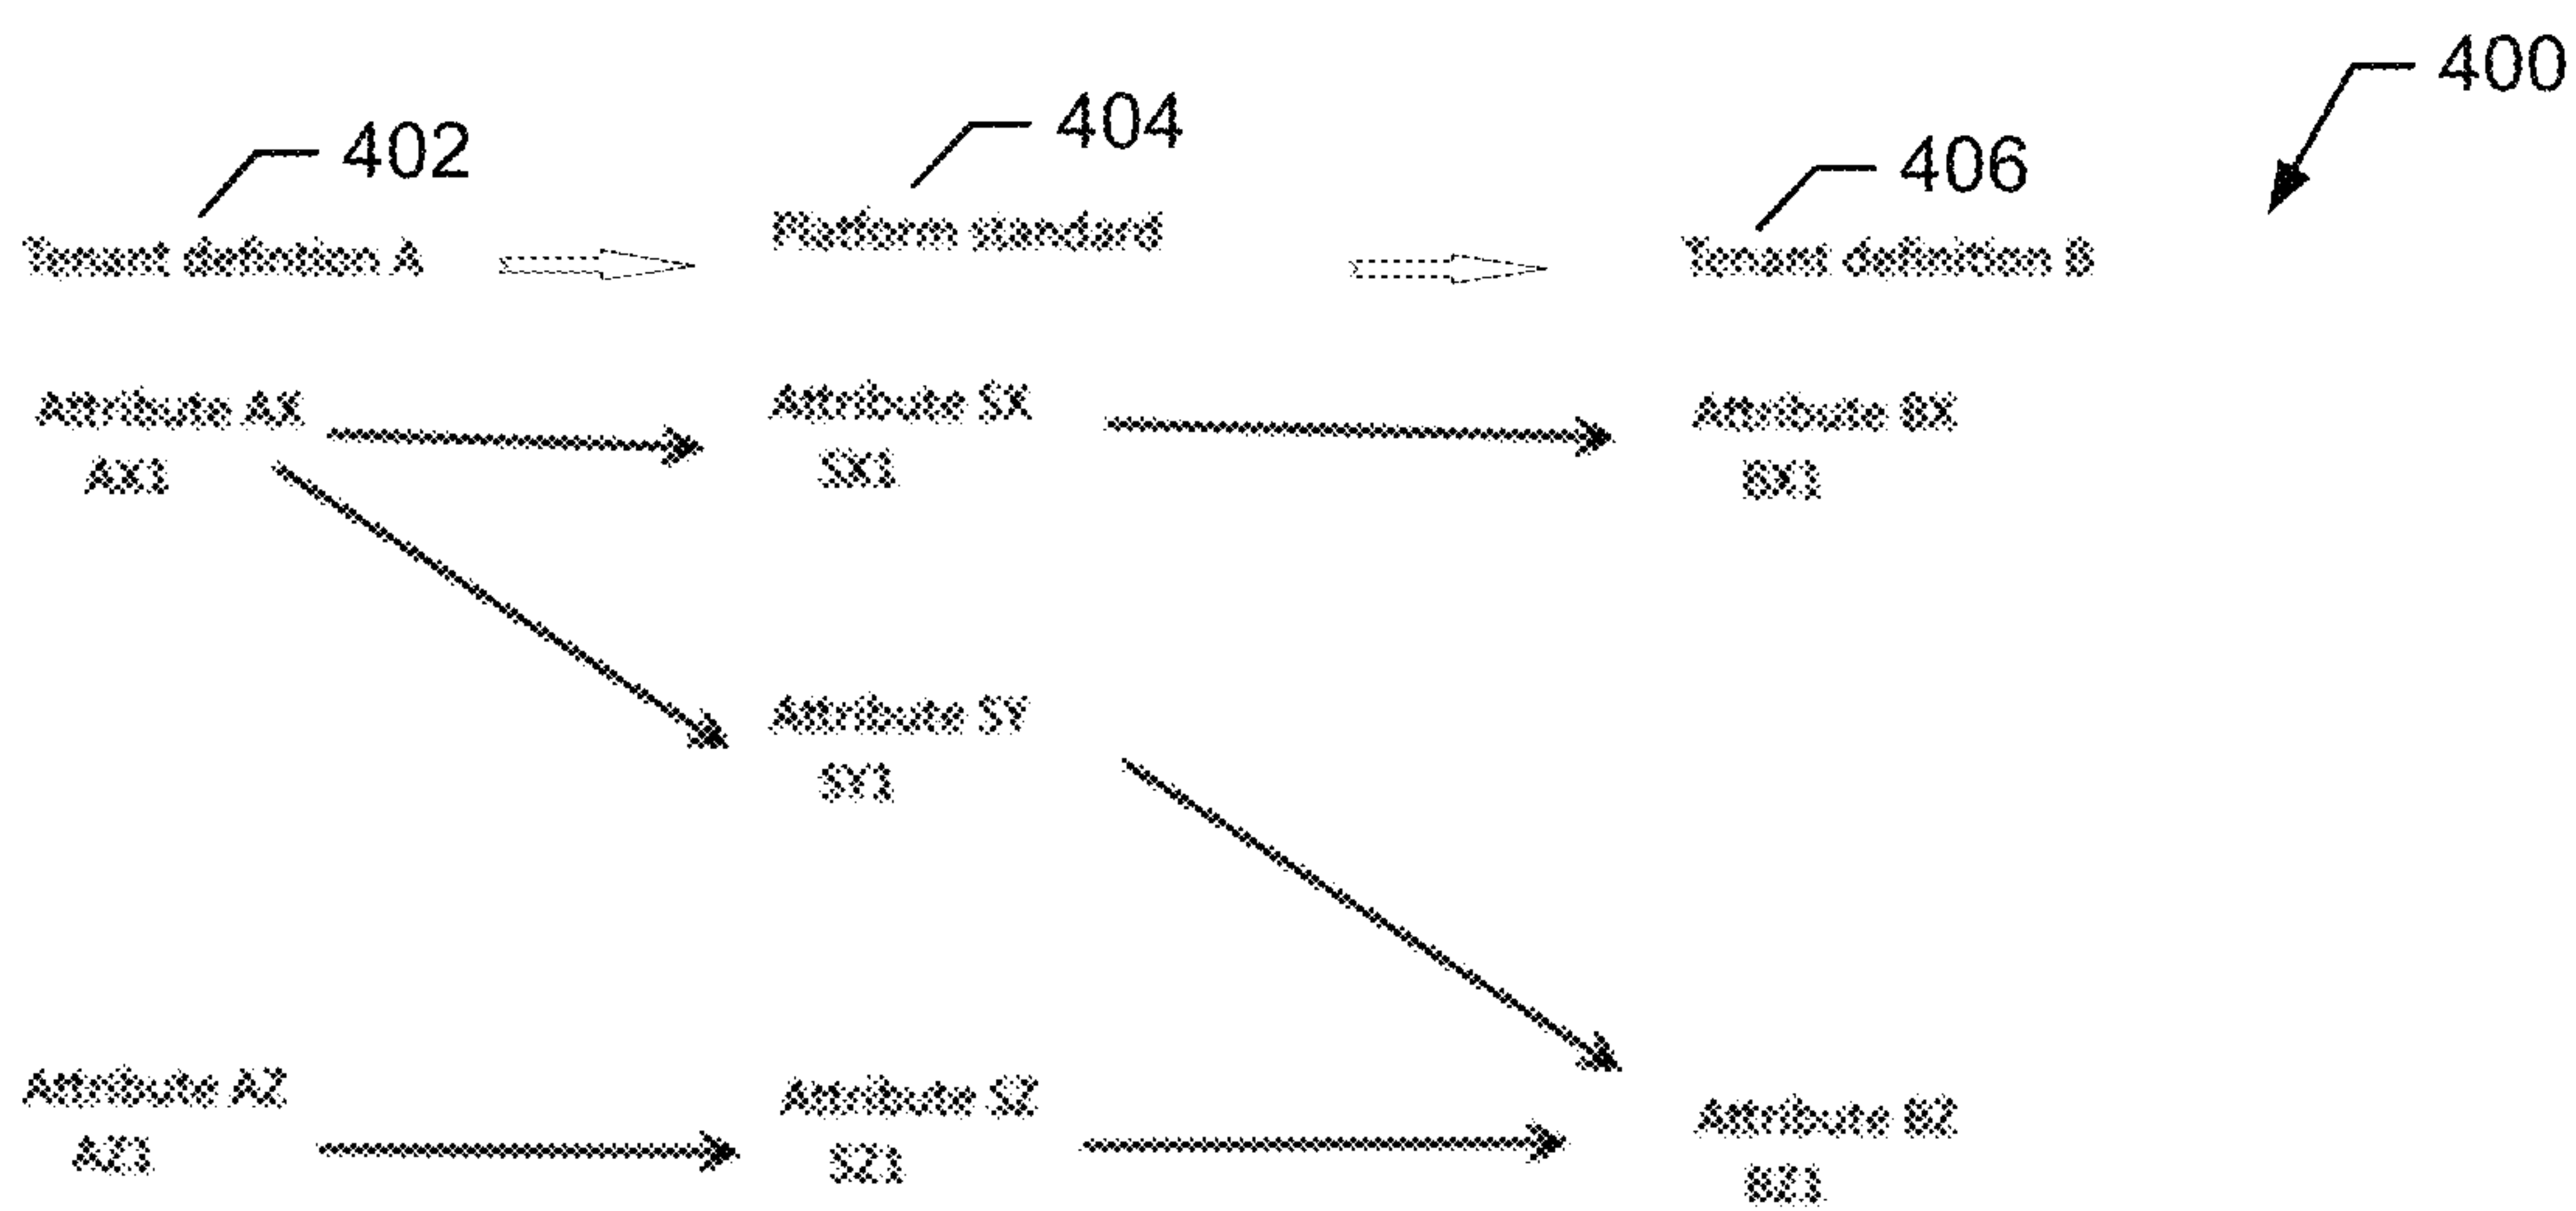 400
402
404
406
Tenant defintion A
Platform standard
Tenant definition B
Attribute AX
AX1
Attribute SX
SX1
Attribute BX
BX1
Attribute SY
SY1
Attribute AZ
AZ1
Attribute SZ
SZ1
Attribute BZ
BZ1